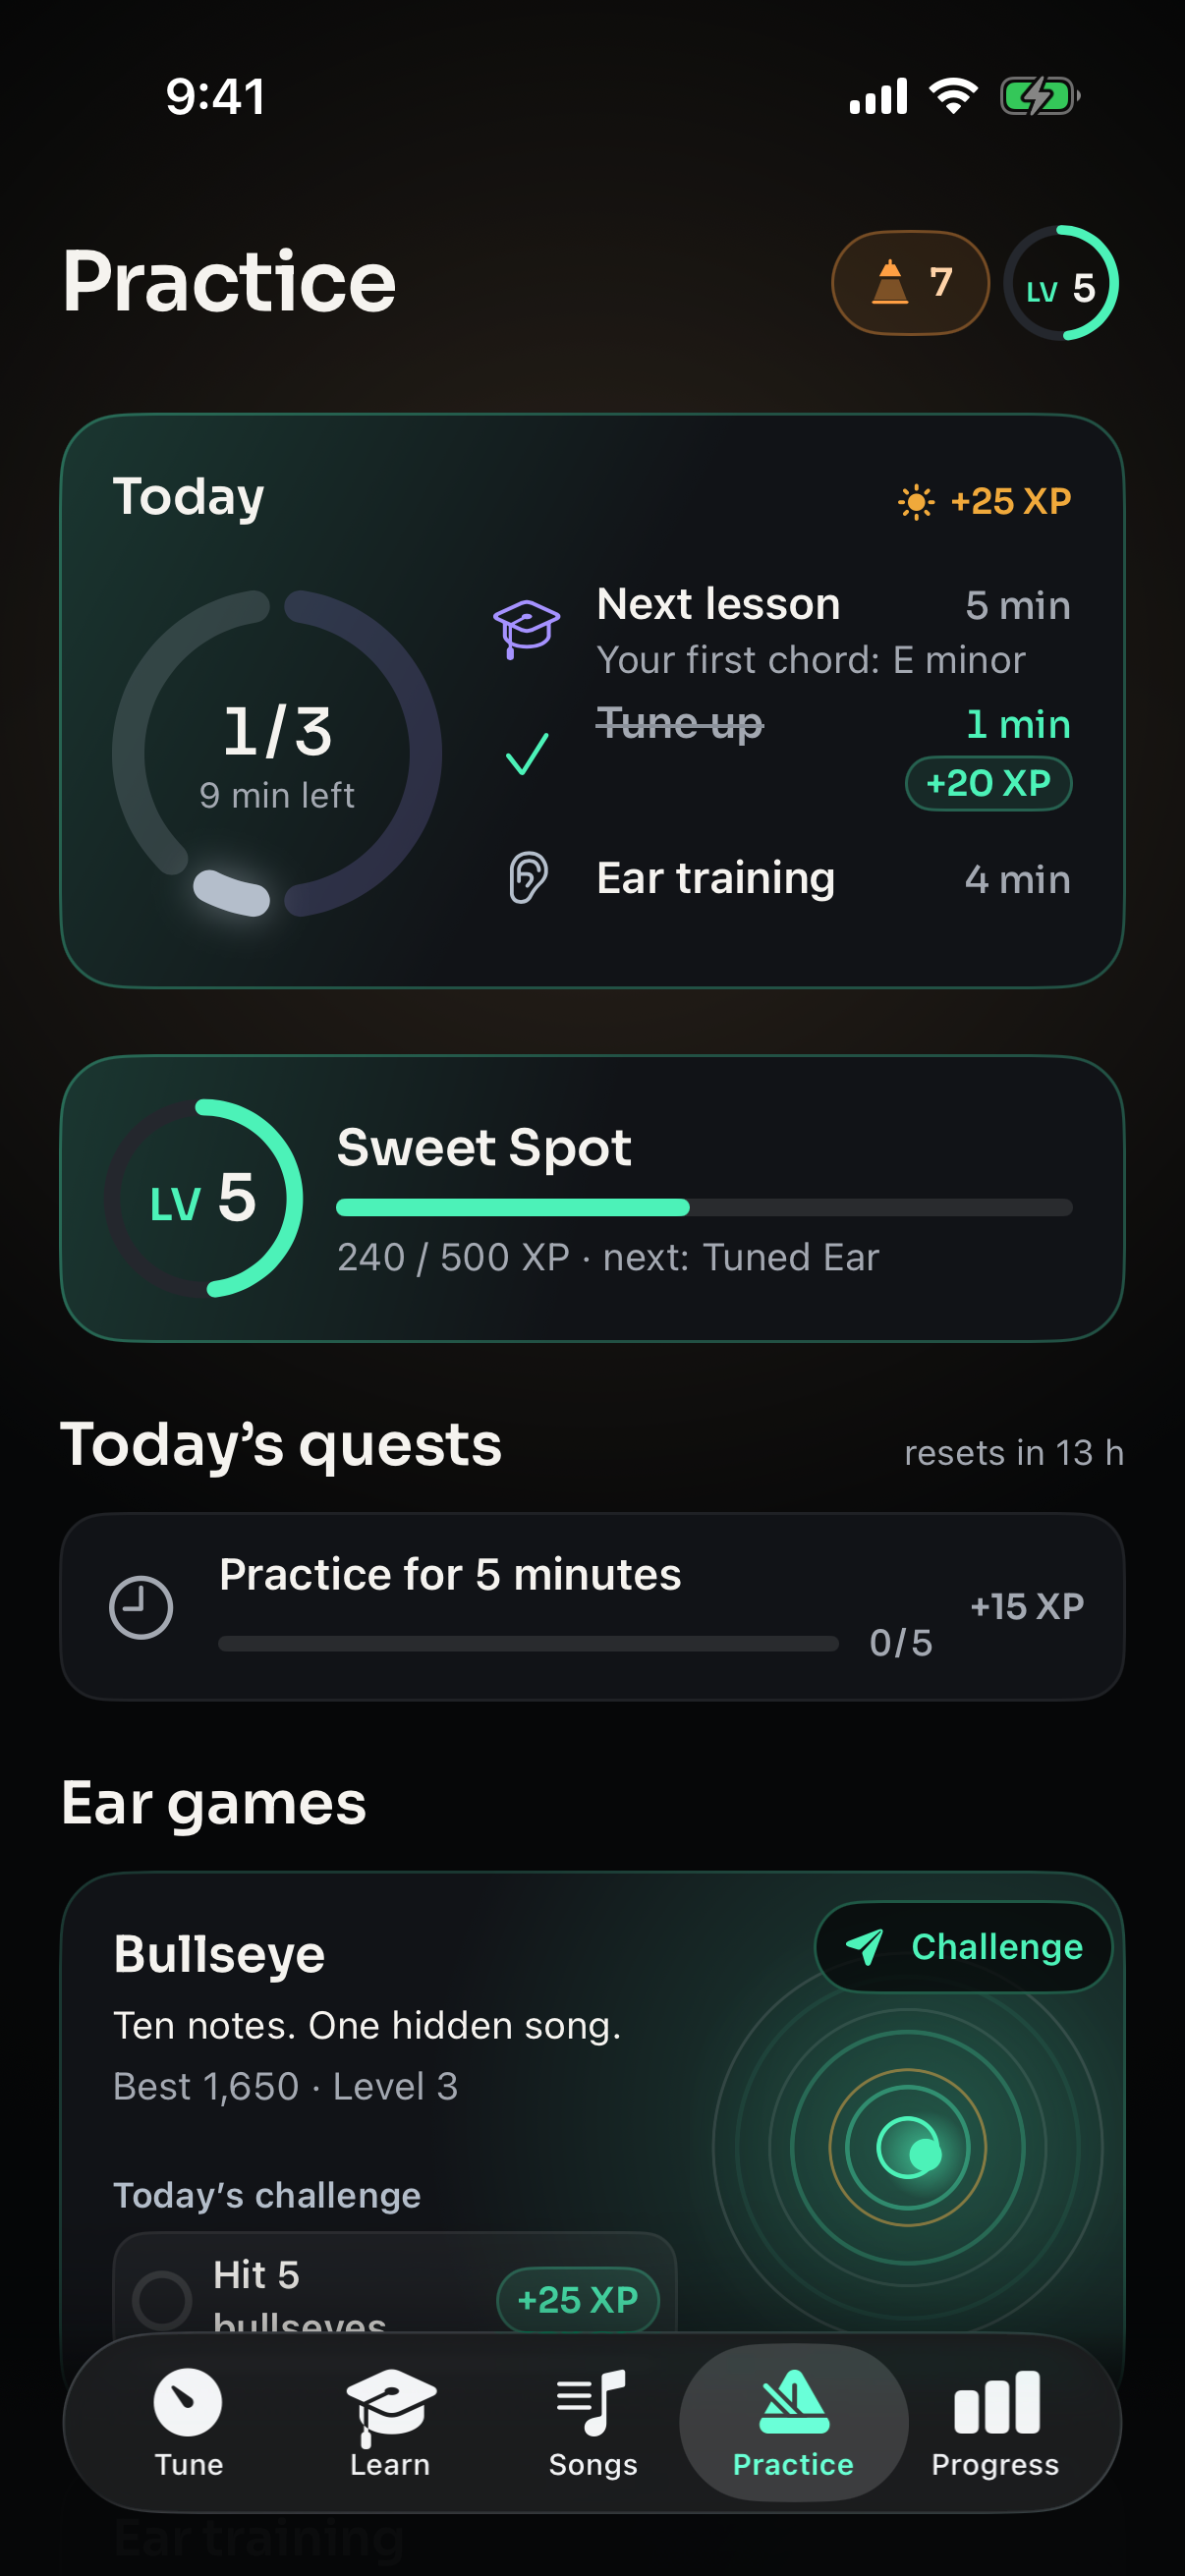 9:41
Practice
7
LV 5
Today
+25 XP
1/3
9 min left
Next lesson
5 min
Your first chord: E minor
Tune up
1 min
+20 XP
Ear training
4 min
LV 5
Sweet Spot
240 / 500 XP · next: Tuned Ear
Today’s quests
resets in 13 h
Practice for 5 minutes
+15 XP
0/5
Ear games
Bullseye
Challenge
Ten notes. One hidden song.
Best 1,650 · Level 3
Today’s challenge
Hit 5
bullseyes
+25 XP
Tune
Learn
Songs
Practice
Progress
Ear training